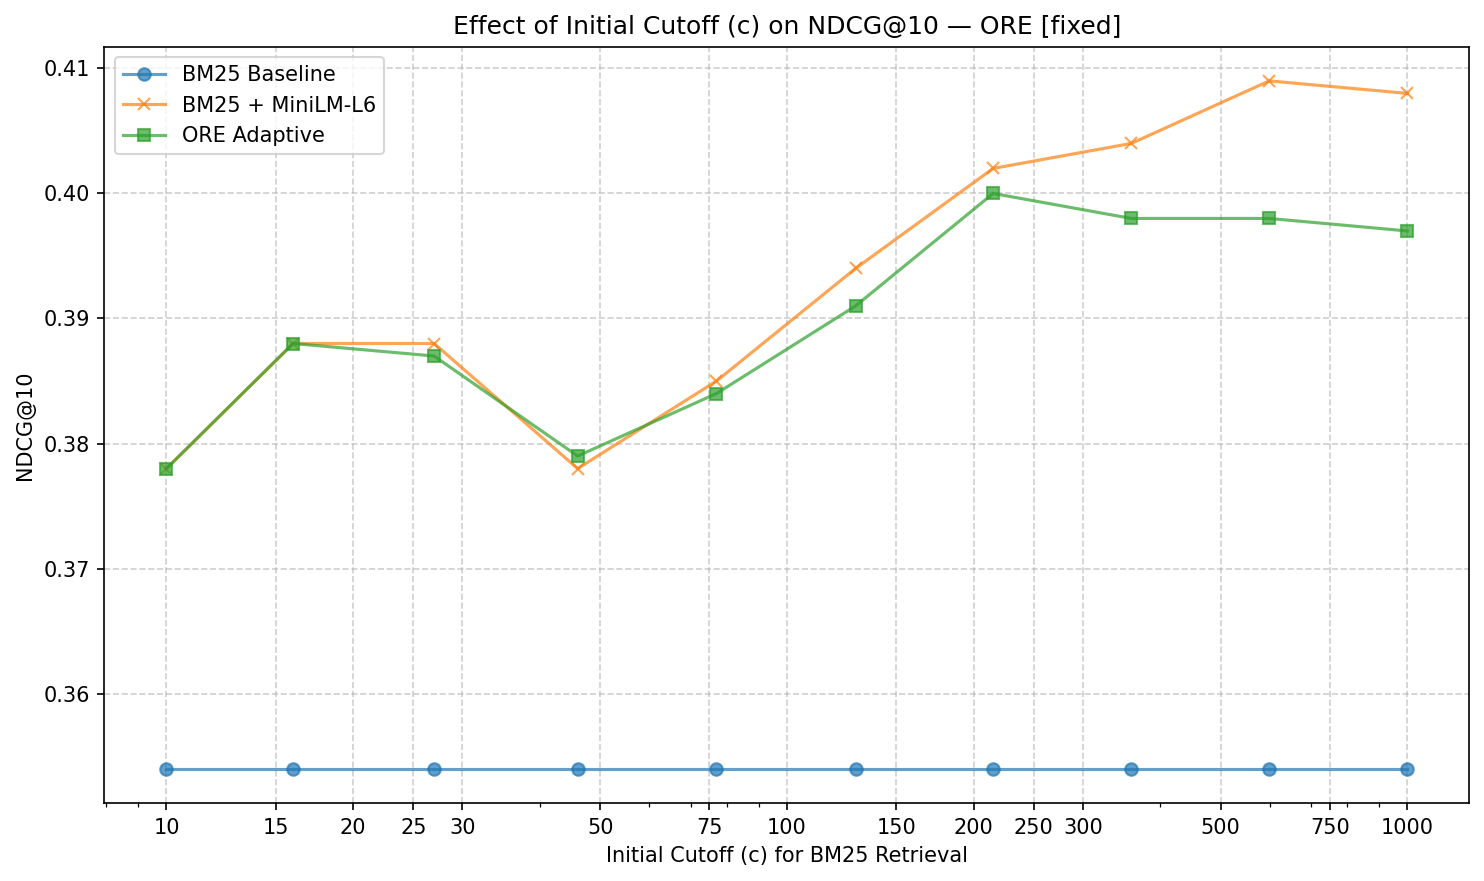 Effect of Initial Cutoff (c) on NDCG@10 — ORE [fixed]
BM25 Baseline
BM25 + MiniLM-L6
ORE Adaptive
NDCG@10
0.41
0.40
0.39
0.38
0.37
0.36
10 15 20 25 30 50 75 100 150 200 250 300 500 750 1000
Initial Cutoff (c) for BM25 Retrieval